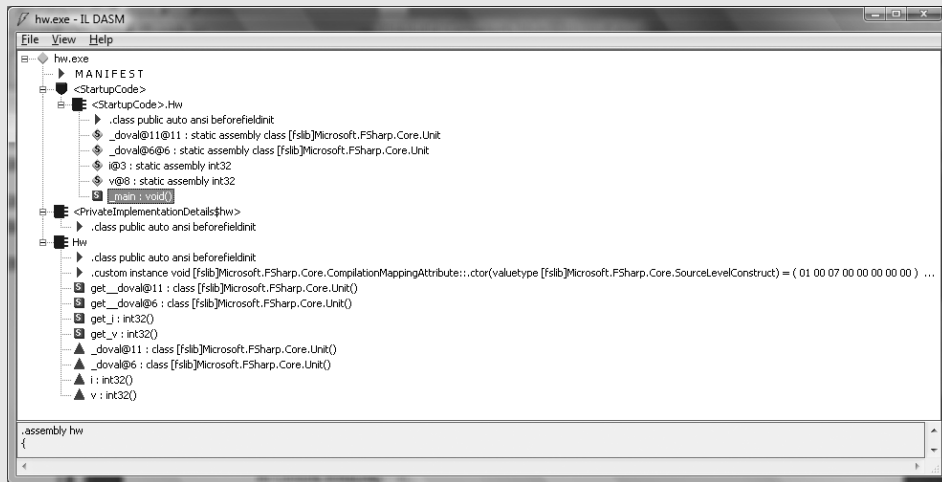 hw.exe - IL DASM
File View Help
hw.exe
MANIFEST
<StartupCode>
<StartupCode>.Hw
.class public auto ansi beforefieldinit
_doval@11@11 : static assembly class [fslib]Microsoft.FSharp.Core.Unit
_doval@6@6 : static assembly class [fslib]Microsoft.FSharp.Core.Unit
i@3 : static assembly int32
v@8 : static assembly int32
S _main : void()
<PrivateImplementationDetails$hw>
.class public auto ansi beforefieldinit
Hw
.class public auto ansi beforefieldinit
.custom instance void [fslib]Microsoft.FSharp.Core.CompilationMappingAttribute::.ctor(valuetype [fslib]Microsoft.FSharp.Core.SourceLevelConstruct) = ( 01 00 07 00 00 00 00 00 ) ...
S get__doval@11 : class [fslib]Microsoft.FSharp.Core.Unit()
S get__doval@6 : class [fslib]Microsoft.FSharp.Core.Unit()
S get_i : int32()
S get_v : int32()
_doval@11 : class [fslib]Microsoft.FSharp.Core.Unit()
_doval@6 : class [fslib]Microsoft.FSharp.Core.Unit()
i : int32()
v : int32()
.assembly hw
{